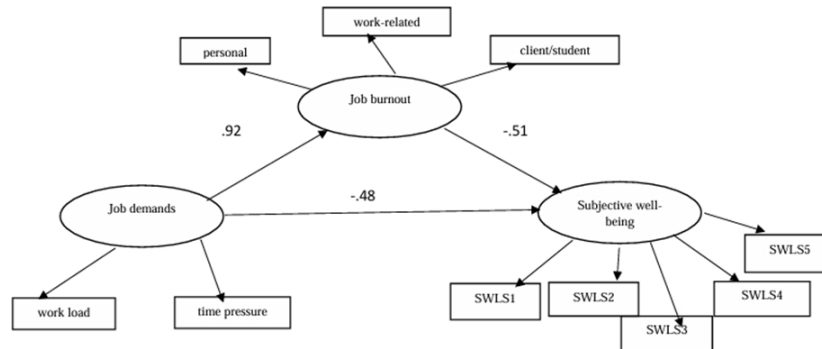 work-related
personal
client/student
Job burnout
.92
-.51
-.48
Job demands
Subjective well-
being
SWLS5
SWLS1
SWLS2
SWLS4
work load
time pressure
SWLS3